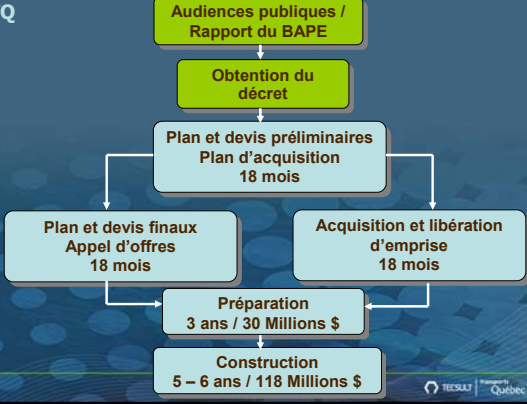 Q
Audiences publiques /
Rapport du BAPE
Obtention du
décret
Plan et devis préliminaires
Plan d'acquisition
18 mois
Plan et devis finaux
Appel d'offres
18 mois
Acquisition et libération
d'emprise
18 mois
Préparation
3 ans / 30 Millions $
Construction
5 – 6 ans / 118 Millions $
TECSULT
Transports
Québec